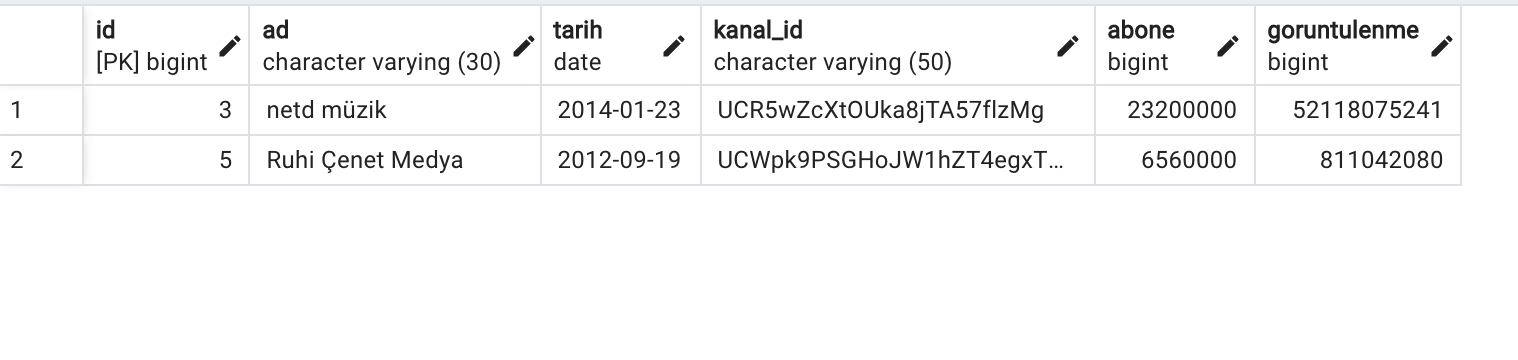 id ad tarih kanal_id abone goruntulenme
[PK] bigint character varying (30) date character varying (50) bigint bigint
1 3 netd müzik 2014-01-23 UCR5wZcXtOUka8jTA57flzMg 23200000 52118075241
2 5 Ruhi Çenet Medya 2012-09-19 UCWpk9PSGHoJW1hZT4egxT... 6560000 811042080